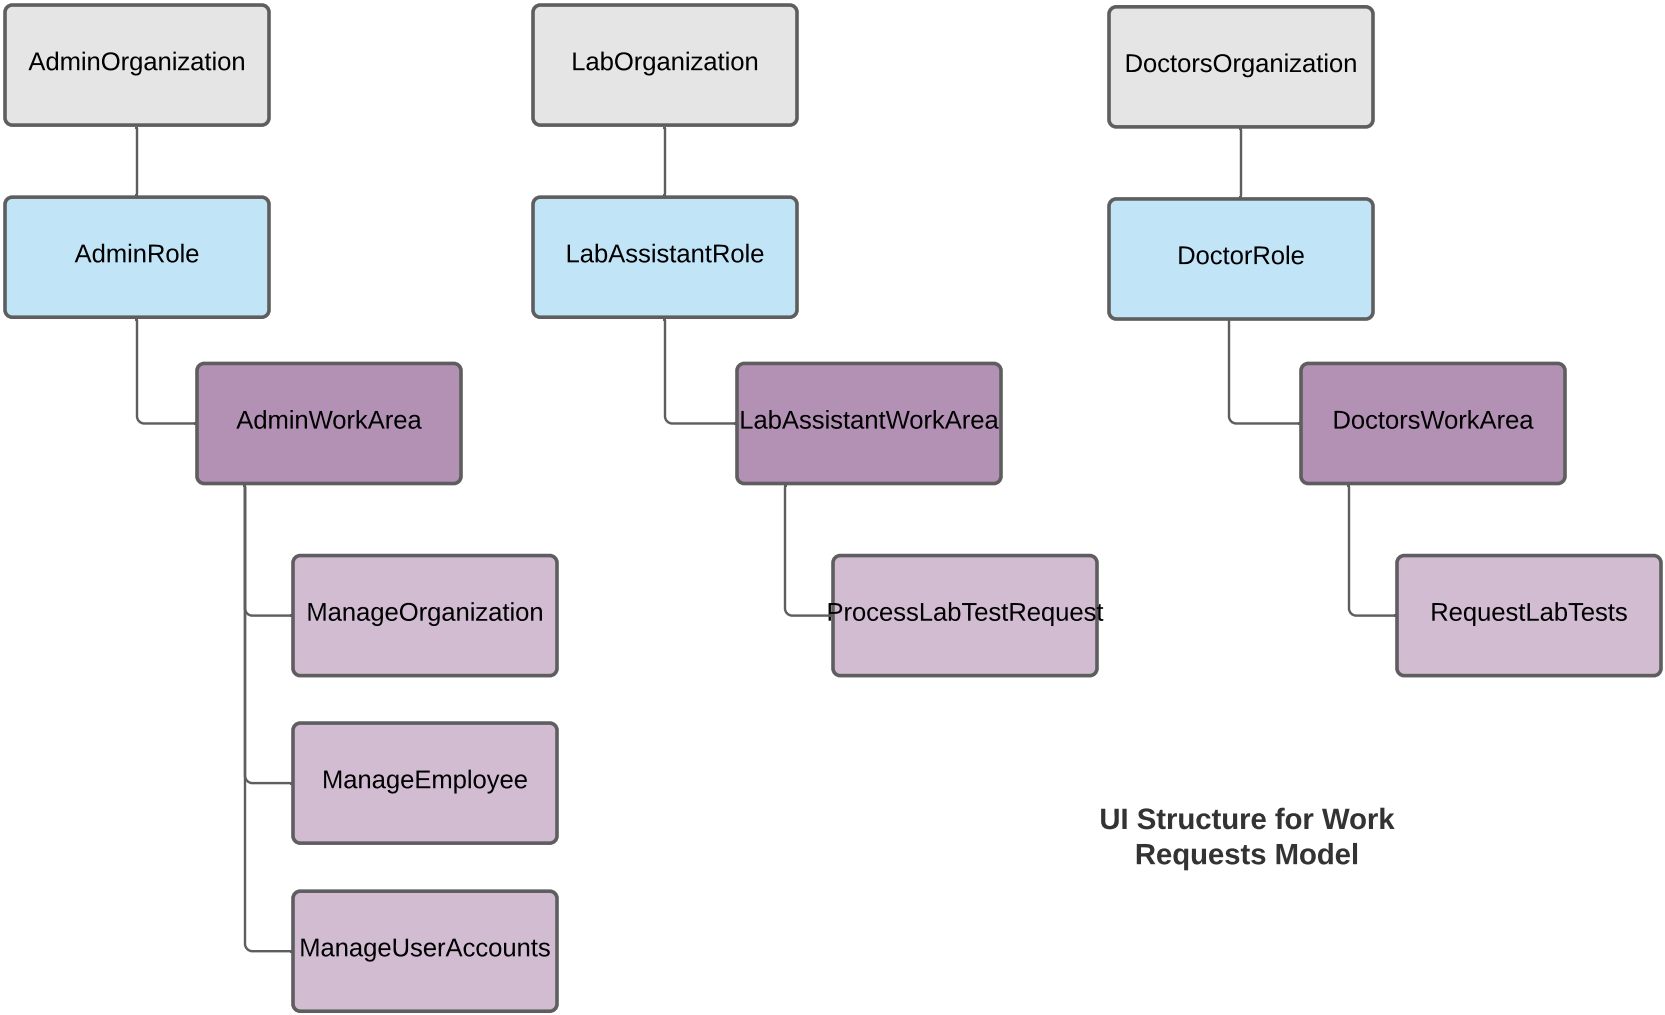 AdminOrganization
LabOrganization
DoctorsOrganization
AdminRole
LabAssistantRole
DoctorRole
AdminWorkArea
LabAssistantWorkArea
DoctorsWorkArea
ManageOrganization
ProcessLabTestRequest
RequestLabTests
ManageEmployee
UI Structure for Work
Requests Model
ManageUserAccounts